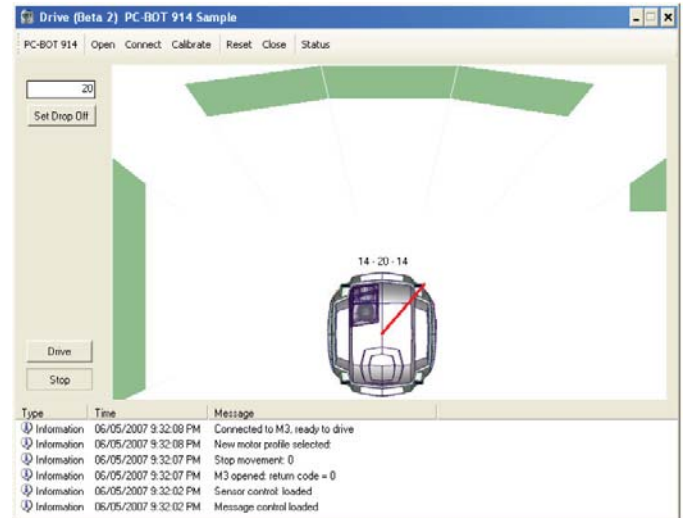 Drive (Beta 2) PC-BOT 914 Sample
PC-BOT 914 Open Connect Calibrate Reset Close Status
20
Set Drop Off
14 - 20 - 14
Drive
Stop
Type Time Message
Information 06/05/2007 9:32:08 PM Connected to M3, ready to drive
Information 06/05/2007 9:32:08 PM New motor profile selected:
Information 06/05/2007 9:32:07 PM Stop movement: 0
Information 06/05/2007 9:32:07 PM M3 opened: return code = 0
Information 06/05/2007 9:32:02 PM Sensor control: loaded
Information 06/05/2007 9:32:02 PM Message control loaded